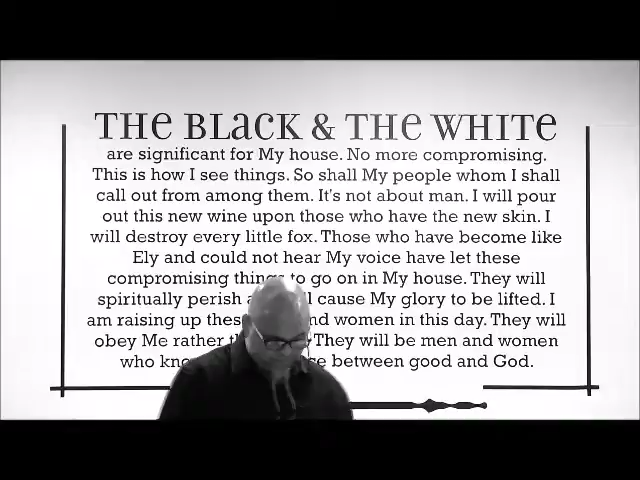 THE BLACK & THE WHITE
are significant for My house. No more compromising.
This is how I see things. So shall My people whom I shall
call out from among them. It's not about man. I will pour
out this new wine upon those who have the new skin. I
will destroy every little fox. Those who have become like
Ely and could not hear My voice have let these
compromising things to go on in My house. They will
spiritually perish will cause My glory to be lifted. I
am raising up these and women in this day. They will
obey Me rather They will be men and women
who between good and God.